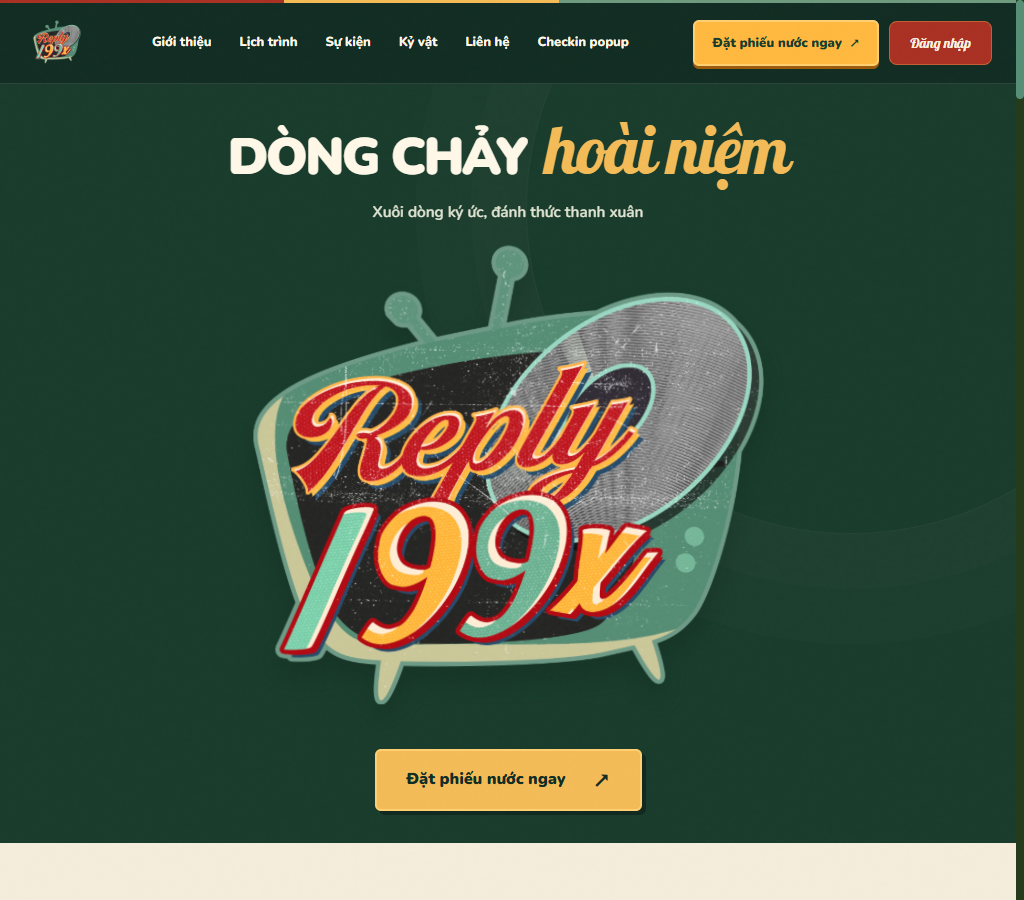 Reply 199x
Giới thiệu
Lịch trình
Sự kiện
Kỷ vật
Liên hệ
Checkin popup
Đặt phiếu nước ngay ↗
Đăng nhập
DÒNG CHẢY hoài niệm
Xuôi dòng ký ức, đánh thức thanh xuân
Reply
199x
Đặt phiếu nước ngay ↗